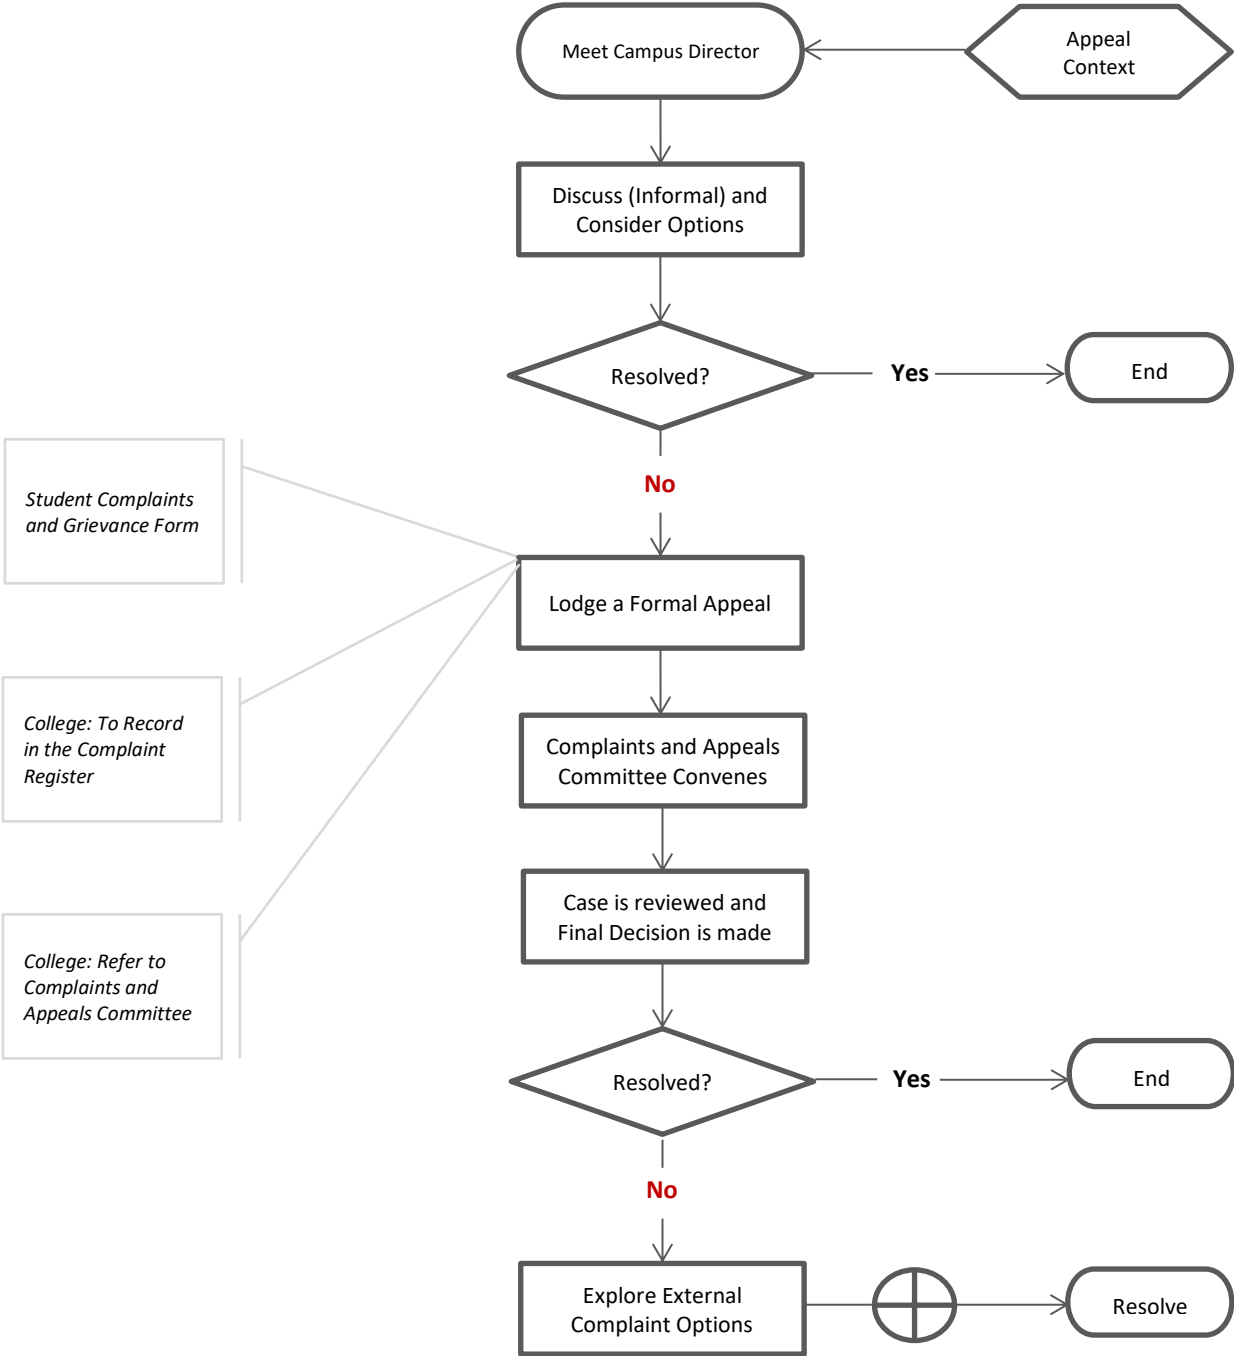 Meet Campus Director
Appeal
Context
Discuss (Informal) and
Consider Options
Resolved?
Yes
End
No
Student Complaints
and Grievance Form
Lodge a Formal Appeal
College: To Record
in the Complaint
Register
Complaints and Appeals
Committee Convenes
Case is reviewed and
Final Decision is made
College: Refer to
Complaints and
Appeals Committee
Resolved?
Yes
End
No
Explore External
Complaint Options
Resolve